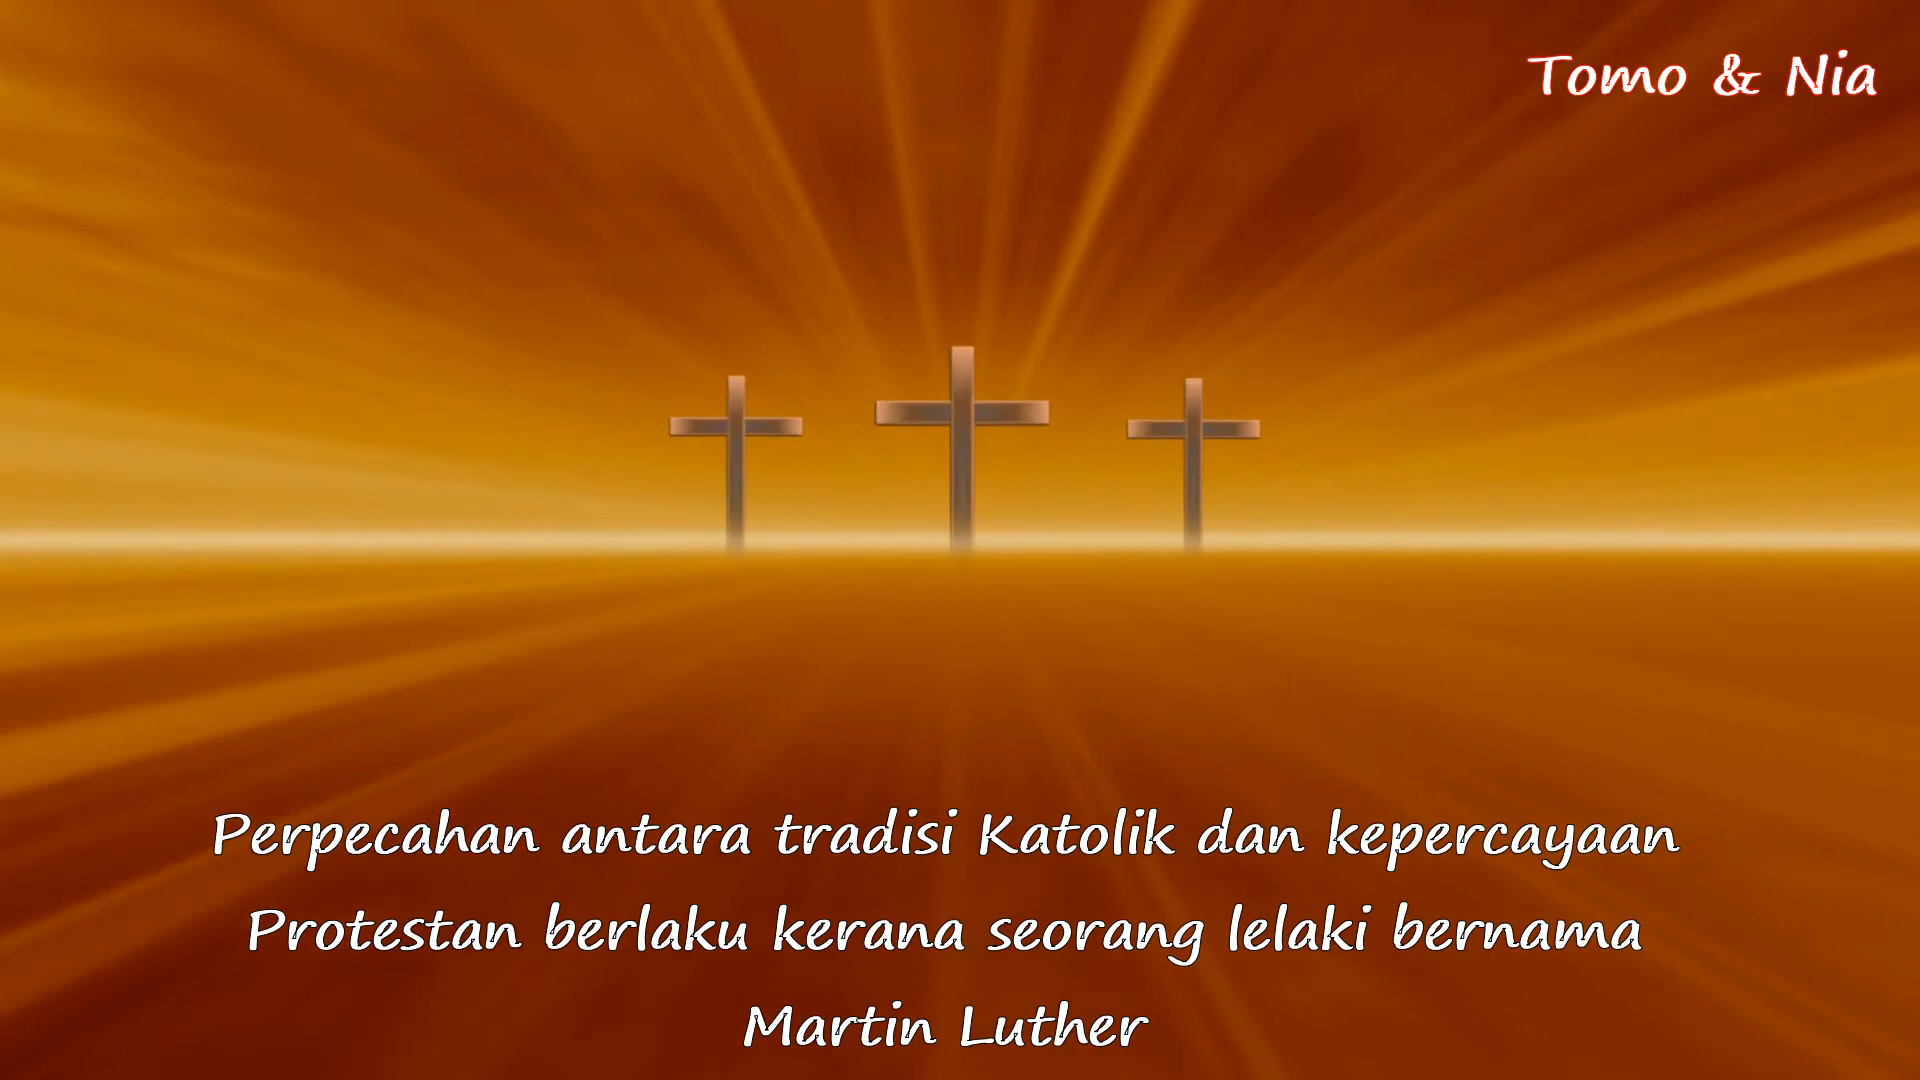 Tomo & Nia
Perpecahan antara tradisi Katolik dan kepercayaan
Protestan berlaku kerana seorang lelaki bernama
Martin Luther